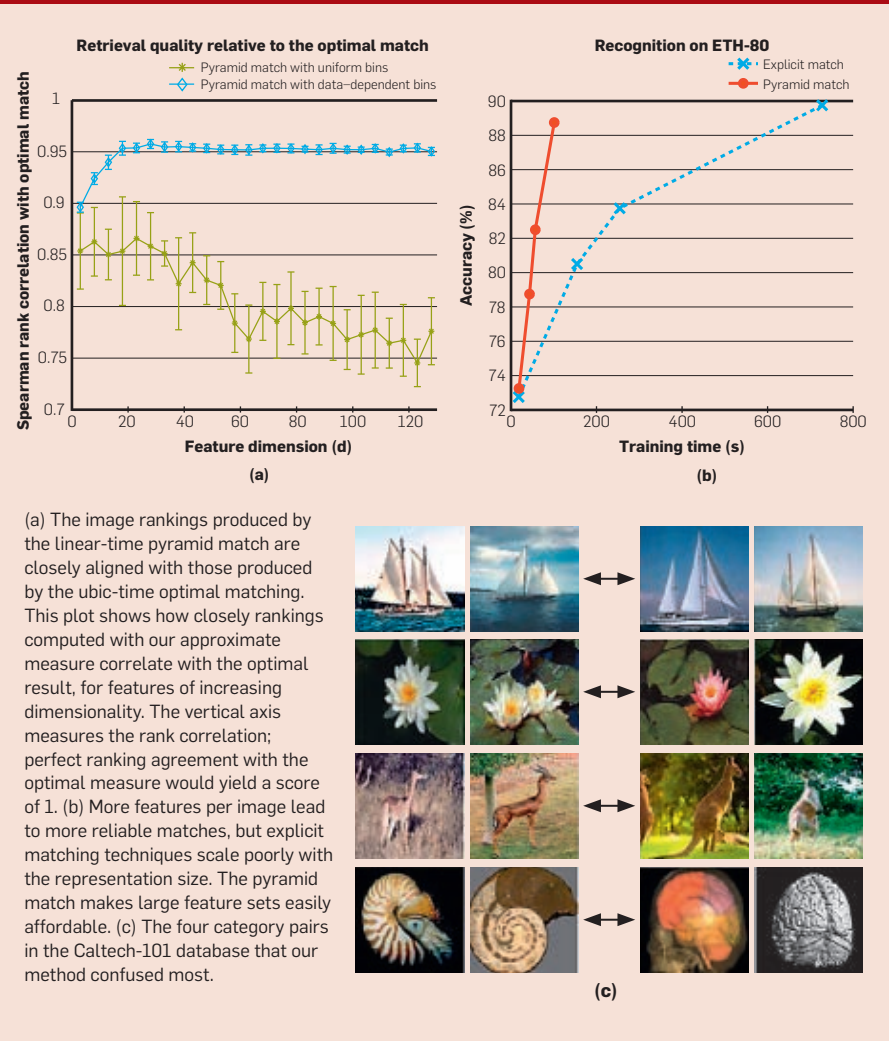 Retrieval quality relative to the optimal match
Pyramid match with uniform bins
Pyramid match with data–dependent bins
Spearman rank correlation with optimal match
1
0.95
0.9
0.85
0.8
0.75
0.7
0 20 40 60 80 100 120
Feature dimension (d)
(a)
Recognition on ETH-80
Explicit match
Pyramid match
Accuracy (%)
90
88
86
84
82
80
78
76
74
72
0 200 400 600 800
Training time (s)
(b)
(a) The image rankings produced by
the linear-time pyramid match are
closely aligned with those produced
by the ubic-time optimal matching.
This plot shows how closely rankings
computed with our approximate
measure correlate with the optimal
result, for features of increasing
dimensionality. The vertical axis
measures the rank correlation;
perfect ranking agreement with the
optimal measure would yield a score
of 1. (b) More features per image lead
to more reliable matches, but explicit
matching techniques scale poorly with
the representation size. The pyramid
match makes large feature sets easily
affordable. (c) The four category pairs
in the Caltech-101 database that our
method confused most.
(c)